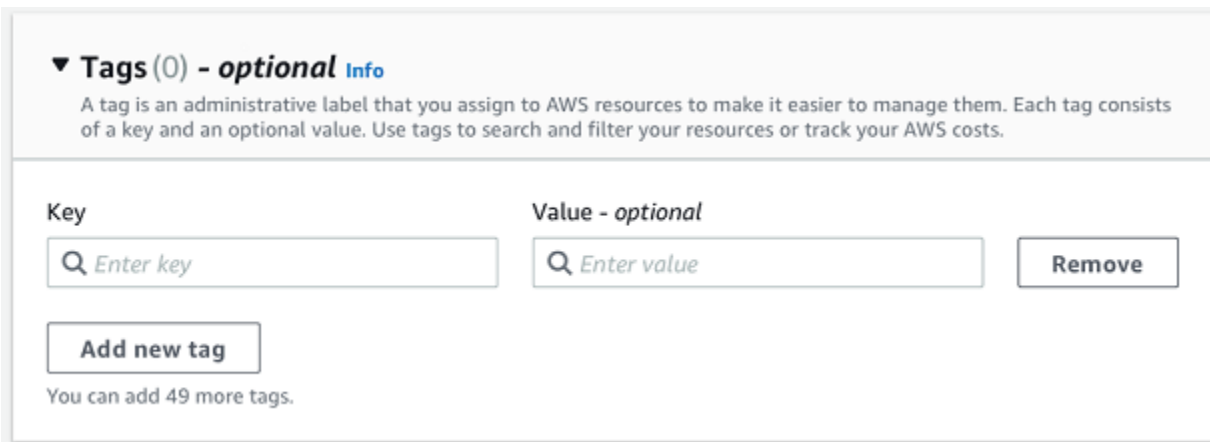 Tags (0) - optional Info
A tag is an administrative label that you assign to AWS resources to make it easier to manage them. Each tag consists
of a key and an optional value. Use tags to search and filter your resources or track your AWS costs.
Key Value - optional
Enter key Enter value Remove
Add new tag
You can add 49 more tags.